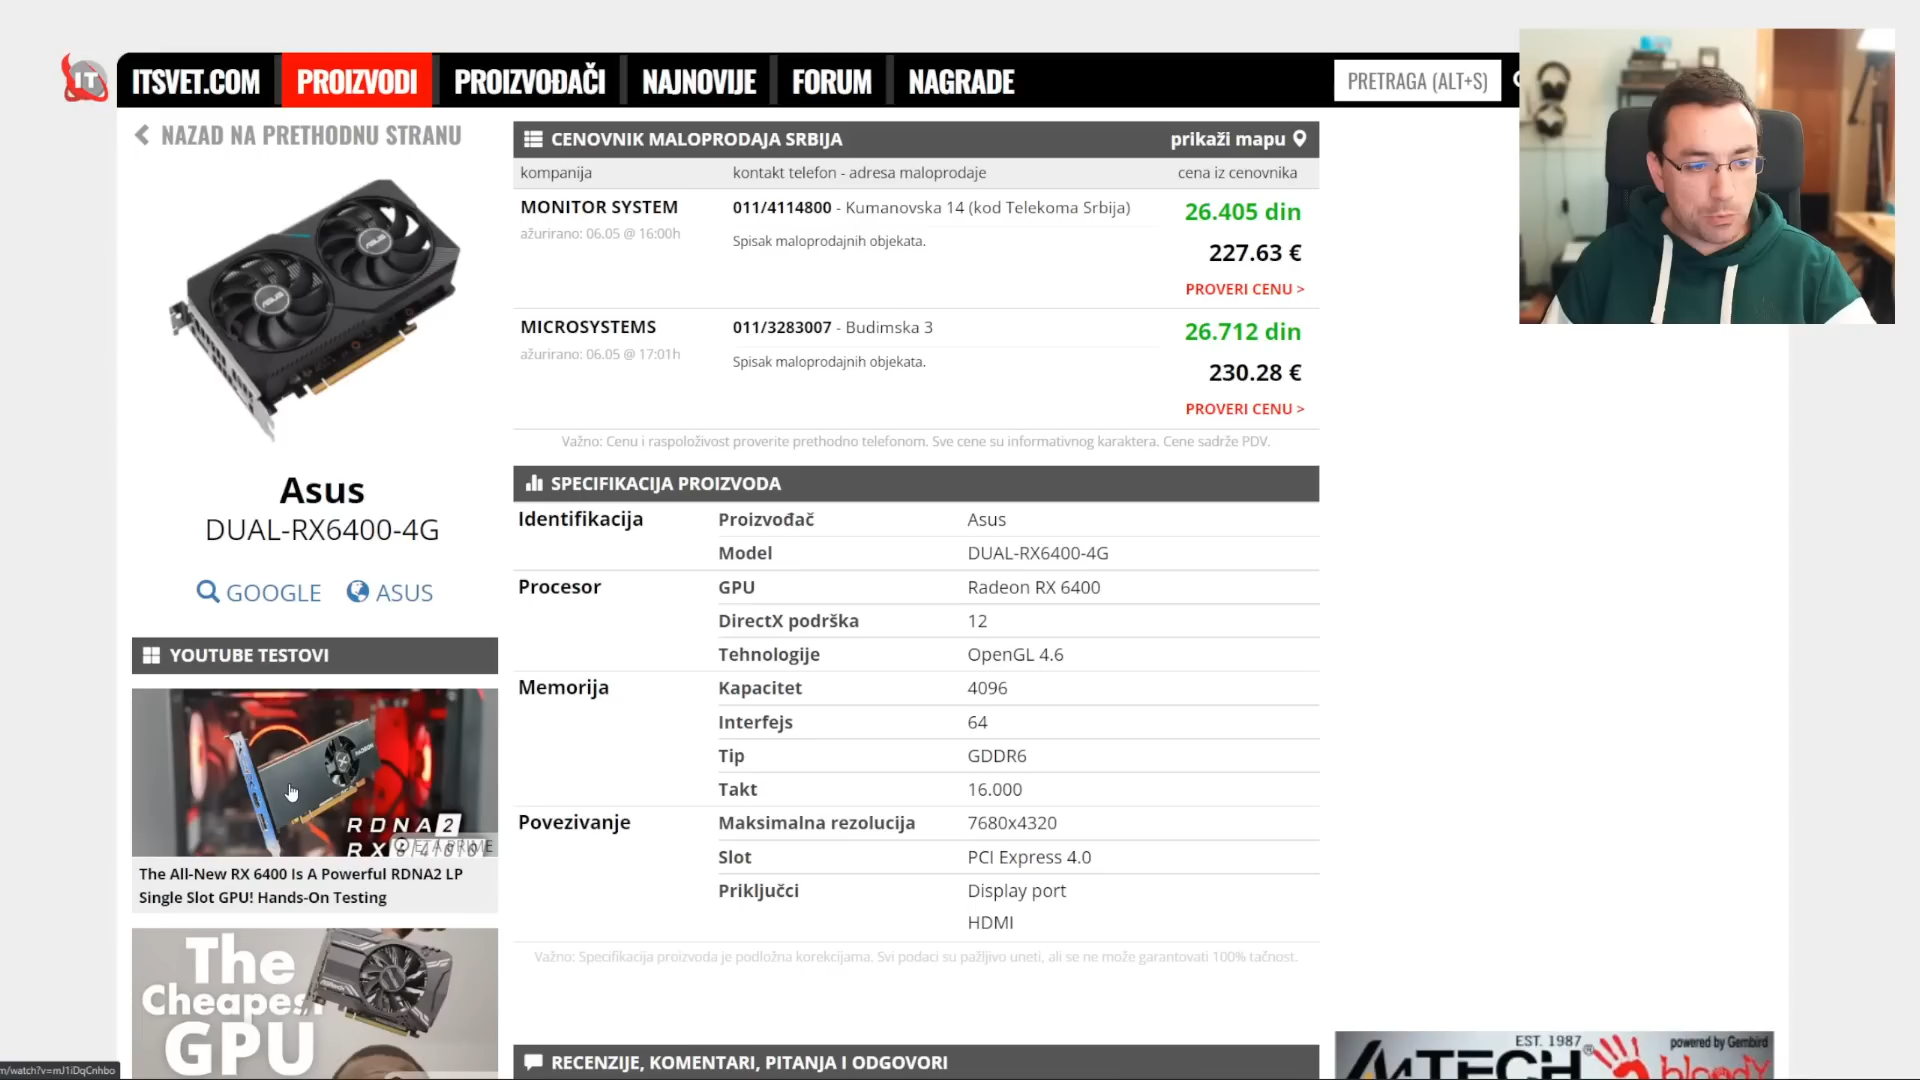 IT
ITSVET.COM
PROIZVODI
PROIZVOĐAČI
NAJNOVIJE
FORUM
NAGRADE
PRETRAGA (ALT+S)
NAZAD NA PRETHODNU STRANU
Asus
DUAL-RX6400-4G
GOOGLE
ASUS
YOUTUBE TESTOVI
RDNA 2
The All-New RX 6400 Is A Powerful RDNA2 LP
Single Slot GPU! Hands-On Testing
The
Cheapest
GPU
CENOVNIK MALOPRODAJA SRBIJA
prikaži mapu
kompanija
kontakt telefon - adresa maloprodaje
cena iz cenovnika
MONITOR SYSTEM
011/4114800 - Kumanovska 14 (kod Telekoma Srbija)
26.405 din
ažurirano: 06.05 @ 16:00h
Spisak maloprodajnih objekata.
227.63 €
PROVERI CENU >
MICROSYSTEMS
011/3283007 - Budimska 3
26.712 din
ažurirano: 06.05 @ 17:01h
Spisak maloprodajnih objekata.
230.28 €
PROVERI CENU >
Važno: Cenu i raspoloživost proverite prethodno telefonom. Sve cene su informativnog karaktera. Cene sadrže PDV.
SPECIFIKACIJA PROIZVODA
Identifikacija
Proizvođač
Asus
Model
DUAL-RX6400-4G
Procesor
GPU
Radeon RX 6400
DirectX podrška
12
Tehnologije
OpenGL 4.6
Memorija
Kapacitet
4096
Interfejs
64
Tip
GDDR6
Takt
16.000
Povezivanje
Maksimalna rezolucija
7680x4320
Slot
PCI Express 4.0
Priključci
Display port
HDMI
Važno: Specifikacija proizvoda je podložna korekcijama. Svi podaci su pažljivo uneti, ali se ne može garantovati 100% tačnost.
RECENZIJE, KOMENTARI, PITANJA I ODGOVORI
EST. 1987
powered by Gembird
A4TECH
bloody
m/watch?v=mJ1iDqCnhbo